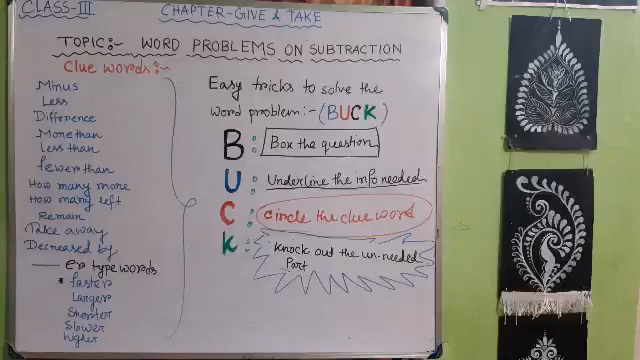 CLASS-III
CHAPTER-GIVE & TAKE
TOPIC:- WORD PROBLEMS ON SUBTRACTION
Clue words:-
Minus
Less
Difference
More than
Less than
fewer than
How many more
How many left
Remain
Take away
Decreased by
er type words
* faster
Larger
Shorter
Slower
higher
Easy tricks to solve the
word problem:- (BUCK)
B : Box the question
U : Underline the info needed
C : Circle the clue word
K : Knock out the un-needed
Part